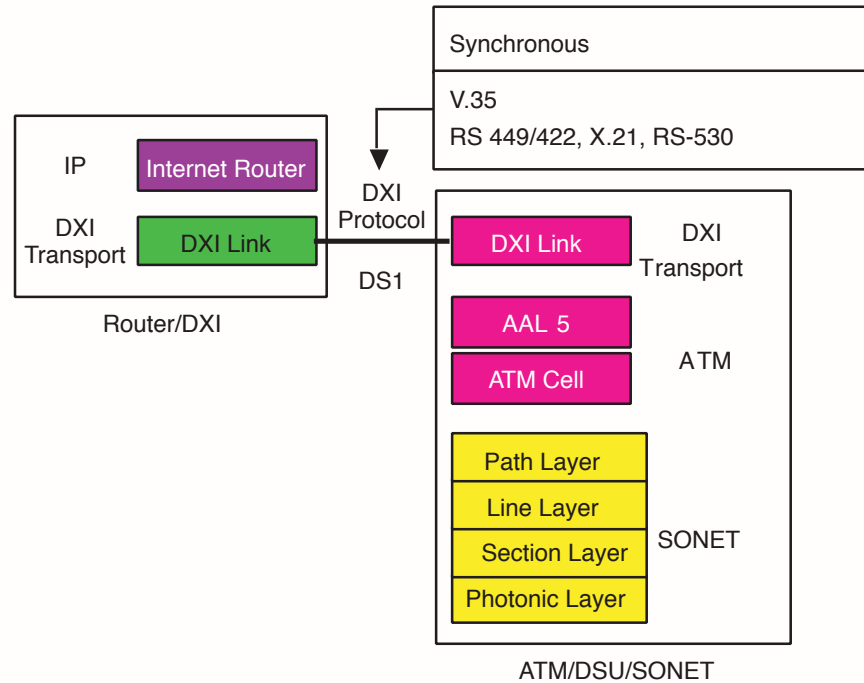 Synchronous
V.35
RS 449/422, X.21, RS-530
IP
Internet Router
DXI
Transport
DXI Link
Router/DXI
DXI
Protocol
DS1
DXI Link
DXI
Transport
AAL 5
ATM Cell
ATM
Path Layer
Line Layer
Section Layer
Photonic Layer
SONET
ATM/DSU/SONET